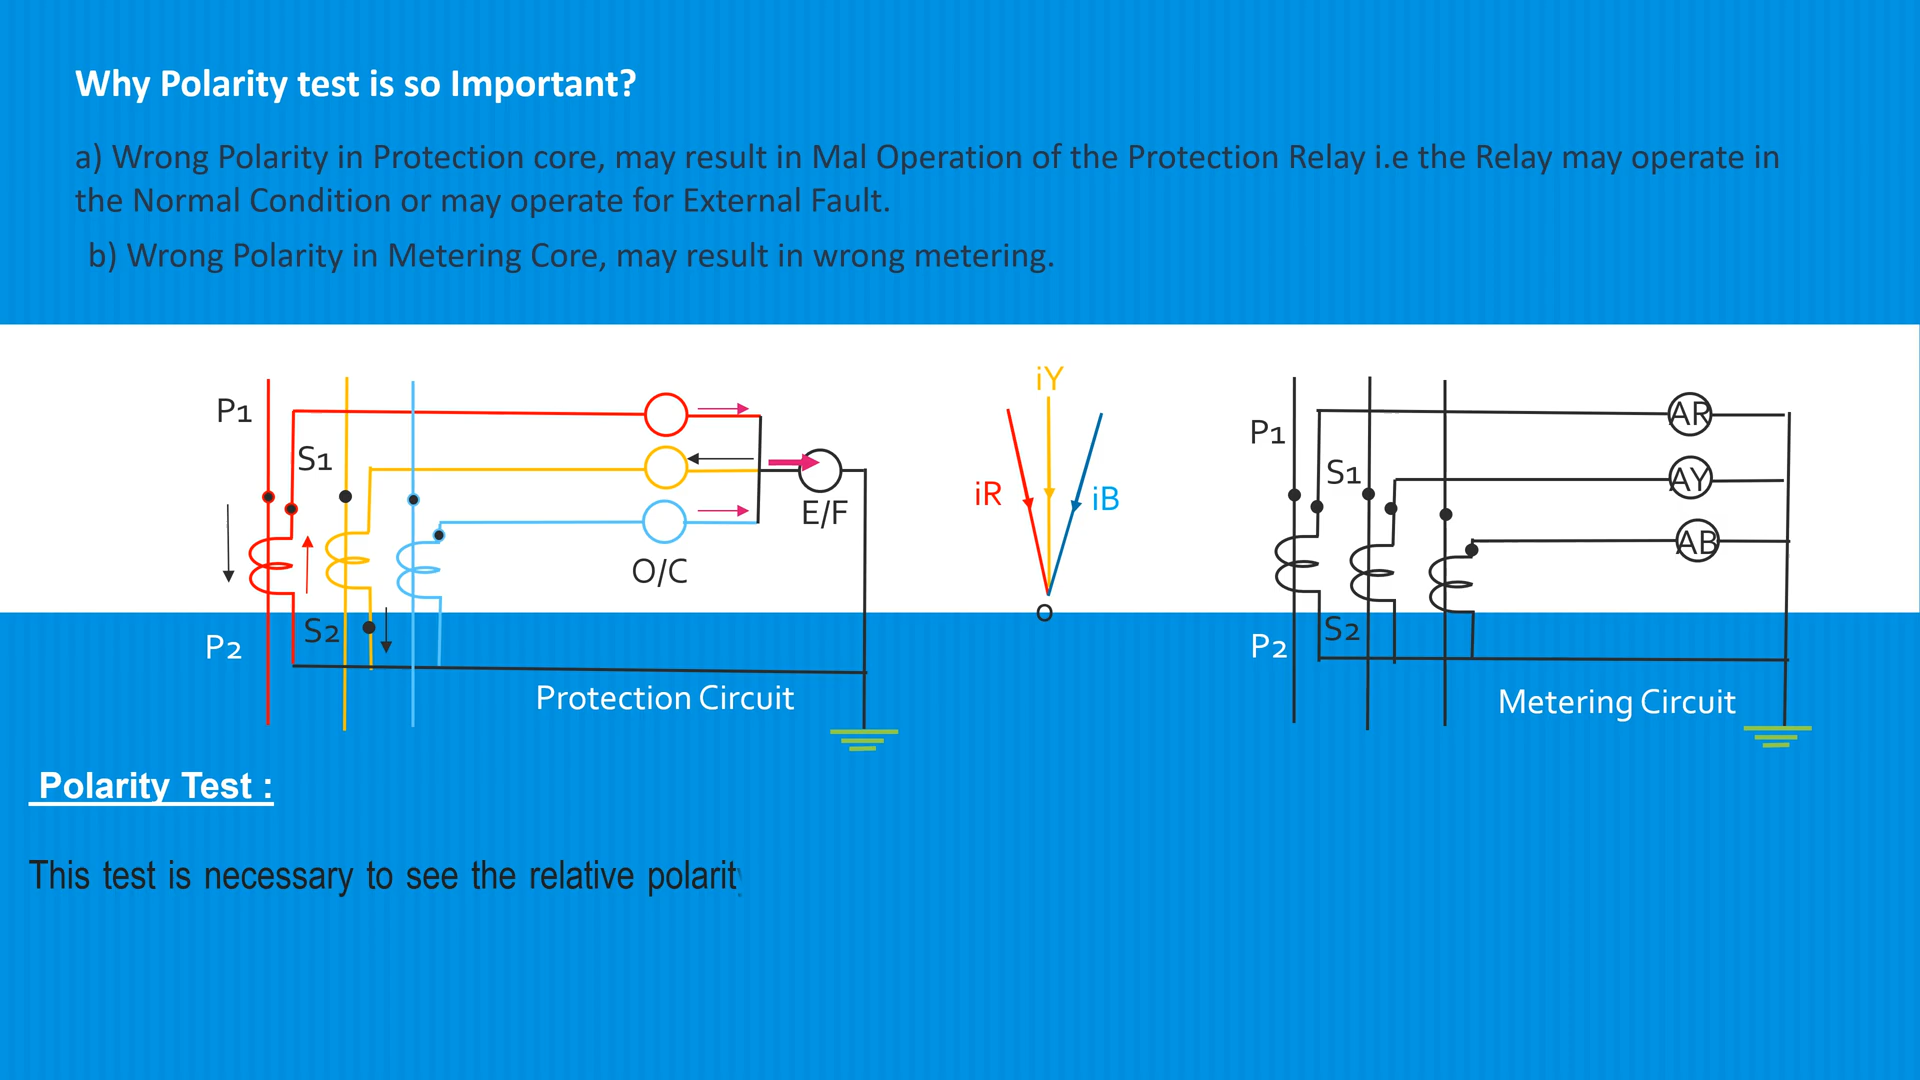 Why Polarity test is so Important?
a) Wrong Polarity in Protection core, may result in Mal Operation of the Protection Relay i.e the Relay may operate in
the Normal Condition or may operate for External Fault.
b) Wrong Polarity in Metering Core, may result in wrong metering.
P1
S1
S2
P2
O/C
E/F
Protection Circuit
iY
iR
iB
o
P1
S1
S2
P2
AR
AY
AB
Metering Circuit
Polarity Test :
This test is necessary to see the relative polarity